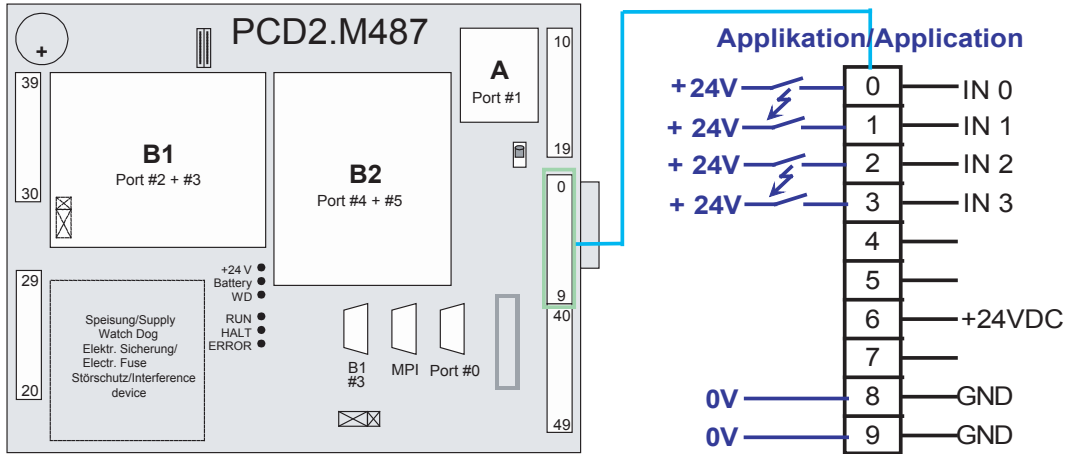 PCD2.M487
+
39
30
29
20
B1
Port #2 + #3
B2
Port #4 + #5
A
Port #1
10
19
0
9
40
49
+24 V
Battery
WD
RUN
HALT
ERROR
Speisung/Supply
Watch Dog
Elektr. Sicherung/
Electr. Fuse
Störschutz/Interference
device
B1
#3
MPI
Port #0
Applikation/Application
+24V 0 IN 0
+ 24V 1 IN 1
+24V 2 IN 2
+ 24V 3 IN 3
4
5
6 +24VDC
7
0V 8 GND
0V 9 GND